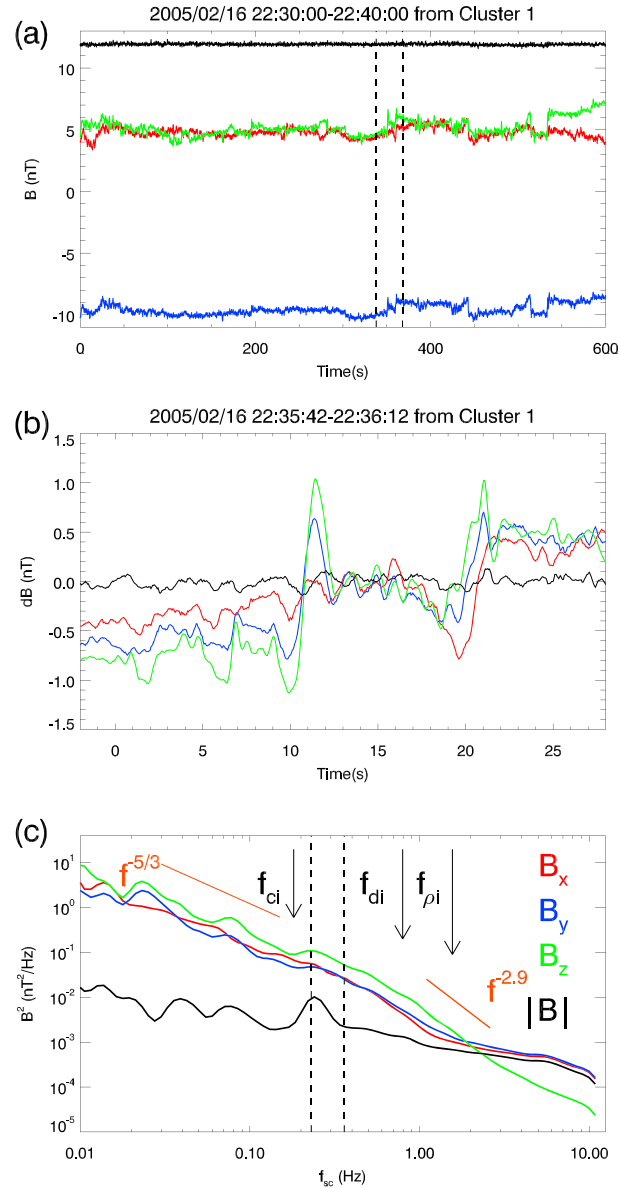 2005/02/16 22:30:00-22:40:00 from Cluster 1
(a)
B (nT)
10
5
0
-5
-10
0 200 400 600
Time(s)
2005/02/16 22:35:42-22:36:12 from Cluster 1
(b)
dB (nT)
1.5
1.0
0.5
0.0
-0.5
-1.0
-1.5
0 5 10 15 20 25
Time(s)
(c)
B² (nT²/Hz)
10¹
10⁰
10⁻¹
10⁻²
10⁻³
10⁻⁴
10⁻⁵
f⁻⁵/³
f_ci
f_di
f_ρi
B_x
B_y
B_z
|B|
f⁻²·⁹
0.01 0.10 1.00 10.00
f_sc (Hz)